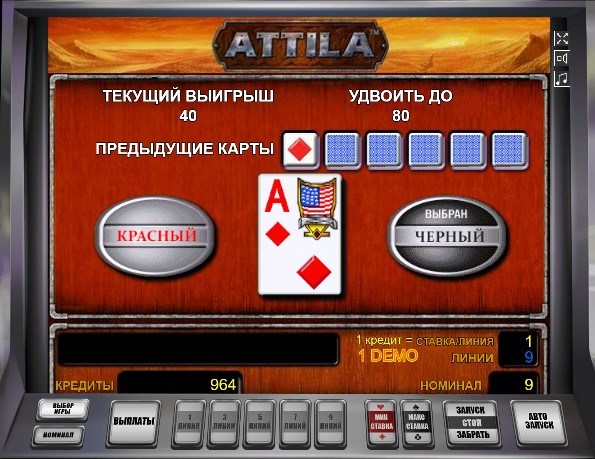 ATTILA™
ТЕКУЩИЙ ВЫИГРЫШ
40
УДВОИТЬ ДО
80
ПРЕДЫДУЩИЕ КАРТЫ
A
КРАСНЫЙ
ВЫБРАН
ЧЕРНЫЙ
1 кредит = СТАВКА/ЛИНИЯ 1
1 DEMO ЛИНИИ 9
КРЕДИТЫ 964
НОМИНАЛ 9
ВЫБОР
ИГРЫ
НОМИНАЛ
ВЫПЛАТЫ
1
ЛИНИЯ
3
ЛИНИИ
5
ЛИНИЙ
7
ЛИНИЙ
9
ЛИНИЙ
МИН
СТАВКА
МАКС
СТАВКА
ЗАПУСК
СТОП
ЗАБРАТЬ
АВТО
ЗАПУСК